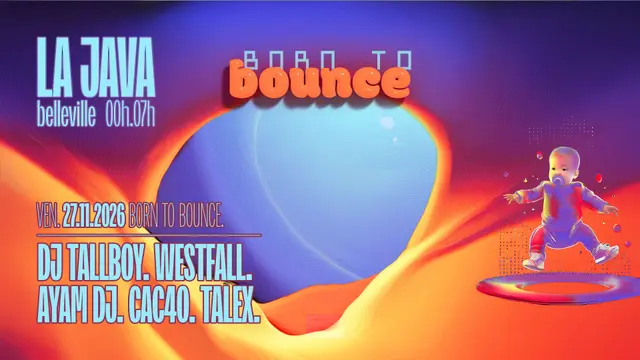 LA JAVA
belleville 00h.07h
BORN TO
bounce
VEN. 27.11.2026 BORN TO BOUNCE.
DJ TALLBOY. WESTFALL.
AYAM DJ. CAC40. TALEX.